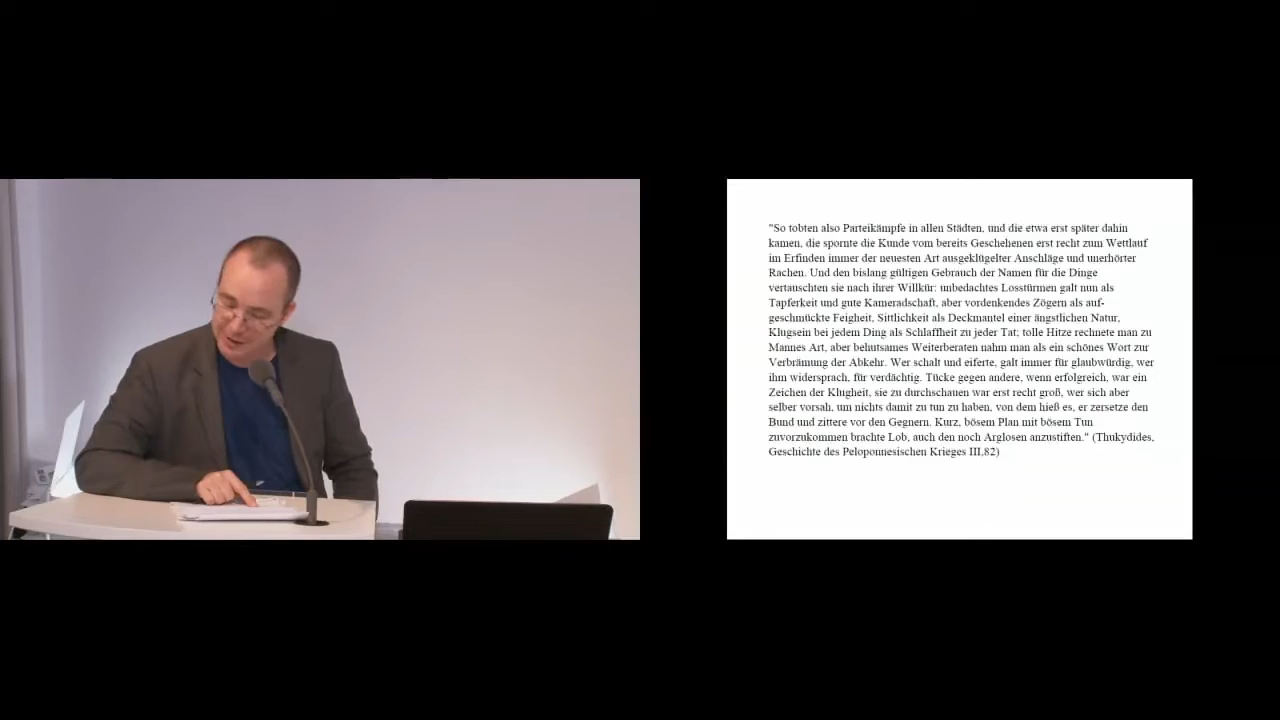 "So tobten also Parteikämpfe in allen Städten, und die etwa erst später dahin
kamen, die spornte die Kunde vom bereits Geschehenen erst recht zum Wettlauf
im Erfinden immer der neuesten Art ausgeklügelter Anschläge und unerhörter
Rachen. Und den bislang gültigen Gebrauch der Namen für die Dinge
vertauschten sie nach ihrer Willkür: unbedachtes Losstürmen galt nun als
Tapferkeit und gute Kameradschaft, aber vordenkendes Zögern als auf-
geschmückte Feigheit, Sittlichkeit als Deckmantel einer ängstlichen Natur,
Klugsein bei jedem Ding als Schlaffheit zu jeder Tat; tolle Hitze rechnete man zu
Mannes Art, aber behutsames Weiterberaten nahm man als ein schönes Wort zur
Verbrämung der Abkehr. Wer schalt und eiferte, galt immer für glaubwürdig, wer
ihm widersprach, für verdächtig. Tücke gegen andere, wenn erfolgreich, war ein
Zeichen der Klugheit, sie zu durchschauen war erst recht groß, wer sich aber
selber vorsah, um nichts damit zu tun zu haben, von dem hieß es, er zersetze den
Bund und zittere vor den Gegnern. Kurz, bösem Plan mit bösem Tun
zuvorzukommen brachte Lob, auch den noch Arglosen anzustiften." (Thukydides,
Geschichte des Peloponnesischen Krieges III,82)